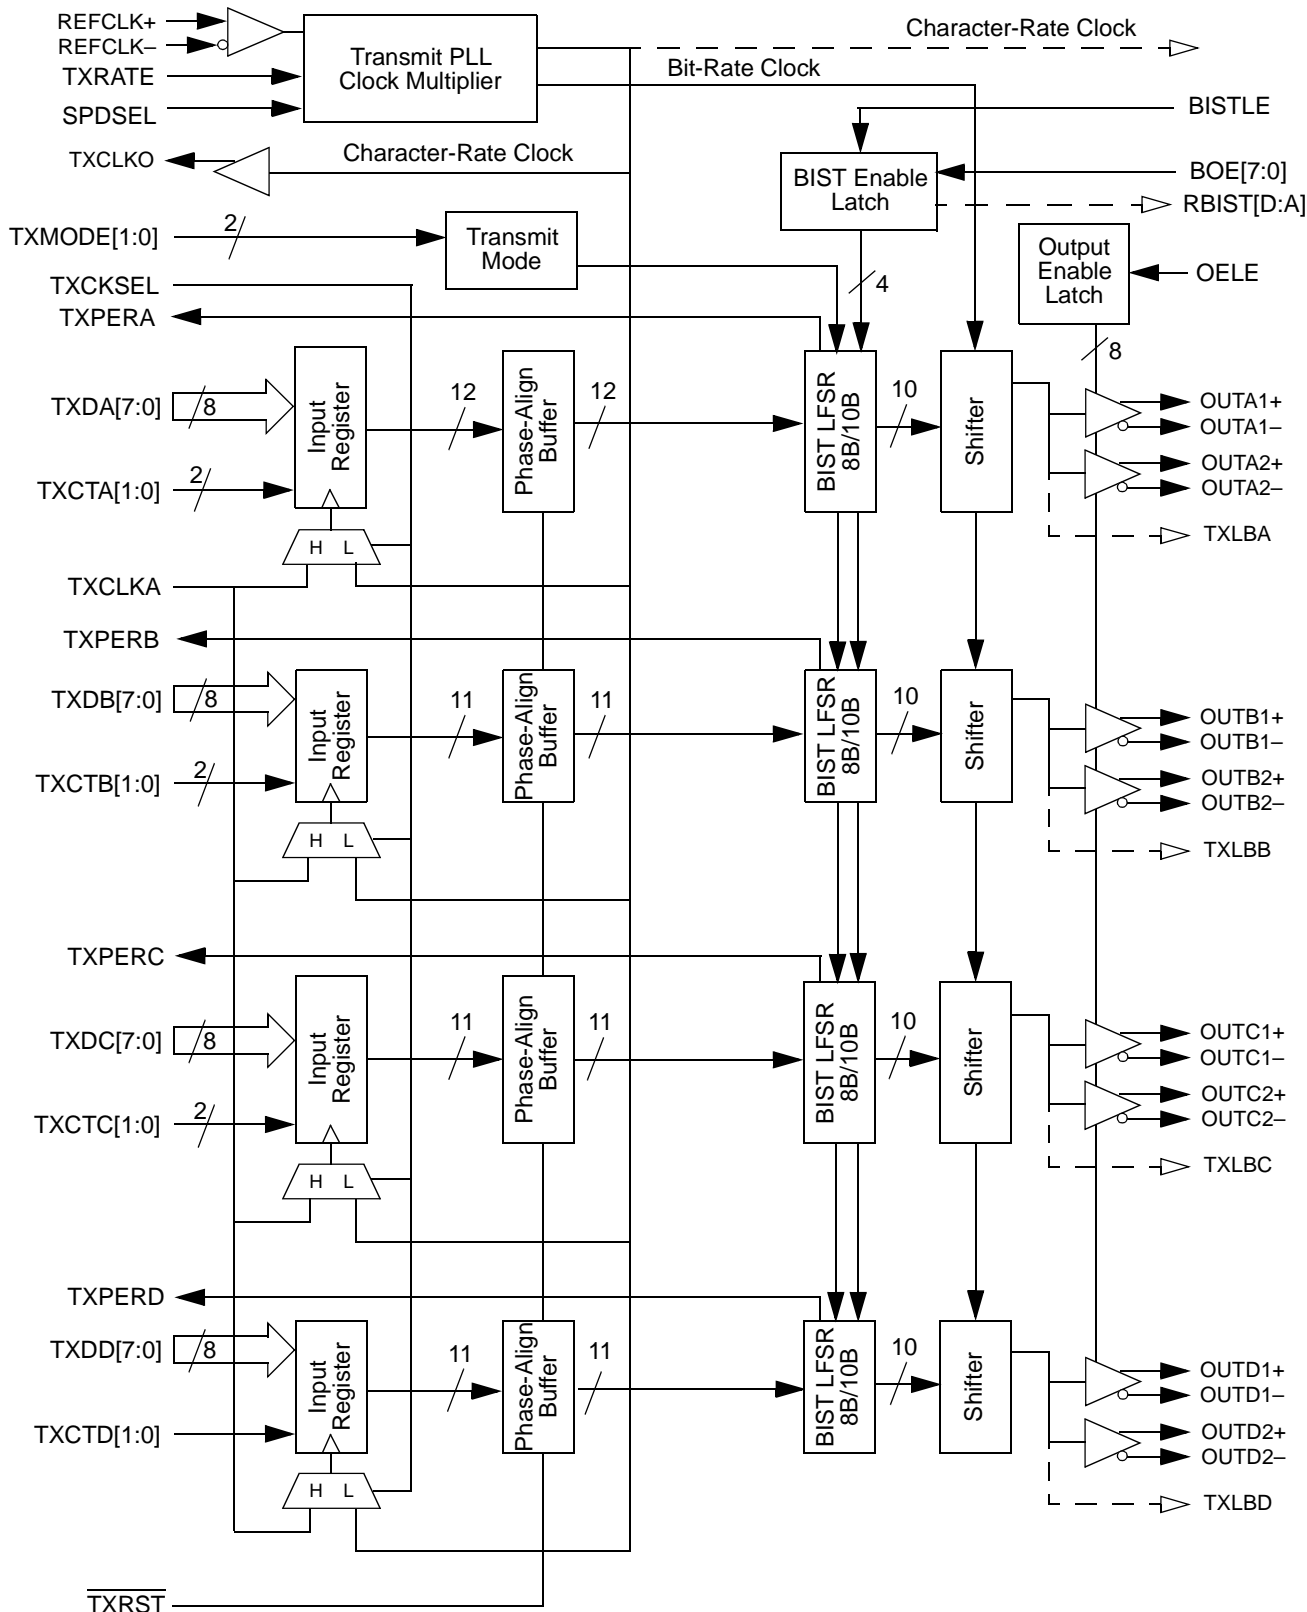 REFCLK+
REFCLK–
TXRATE
SPDSEL
Transmit PLL
Clock Multiplier
Character-Rate Clock
Bit-Rate Clock
BISTLE
TXCLKO
Character-Rate Clock
BIST Enable
Latch
BOE[7:0]
RBIST[D:A]
TXMODE[1:0]
2
Transmit
Mode
4
Output
Enable
Latch
OELE
8
TXCKSEL
TXPERA
TXDA[7:0]
8
TXCTA[1:0]
2
Input
Register
H L
12
Phase-Align
Buffer
12
BIST LFSR
8B/10B
10
Shifter
OUTA1+
OUTA1–
OUTA2+
OUTA2–
TXLBA
TXCLKA
TXPERB
TXDB[7:0]
8
TXCTB[1:0]
2
Input
Register
H L
11
Phase-Align
Buffer
11
BIST LFSR
8B/10B
10
Shifter
OUTB1+
OUTB1–
OUTB2+
OUTB2–
TXLBB
TXPERC
TXDC[7:0]
8
TXCTC[1:0]
2
Input
Register
H L
11
Phase-Align
Buffer
11
BIST LFSR
8B/10B
10
Shifter
OUTC1+
OUTC1–
OUTC2+
OUTC2–
TXLBC
TXPERD
TXDD[7:0]
8
TXCTD[1:0]
Input
Register
H L
11
Phase-Align
Buffer
11
BIST LFSR
8B/10B
10
Shifter
OUTD1+
OUTD1–
OUTD2+
OUTD2–
TXLBD
TXRST